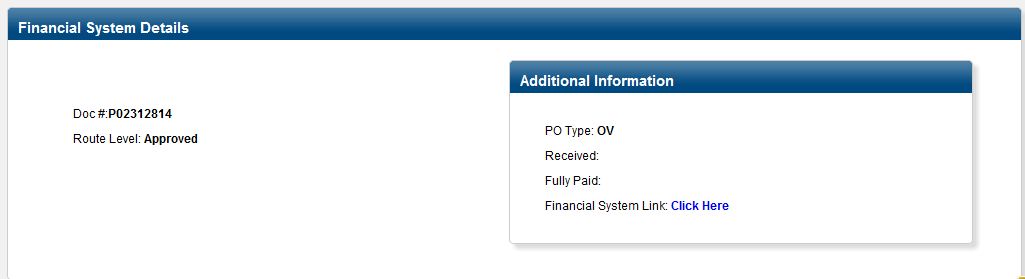 Financial System Details
Doc #:P02312814
Route Level: Approved
Additional Information
PO Type: OV
Received:
Fully Paid:
Financial System Link: Click Here